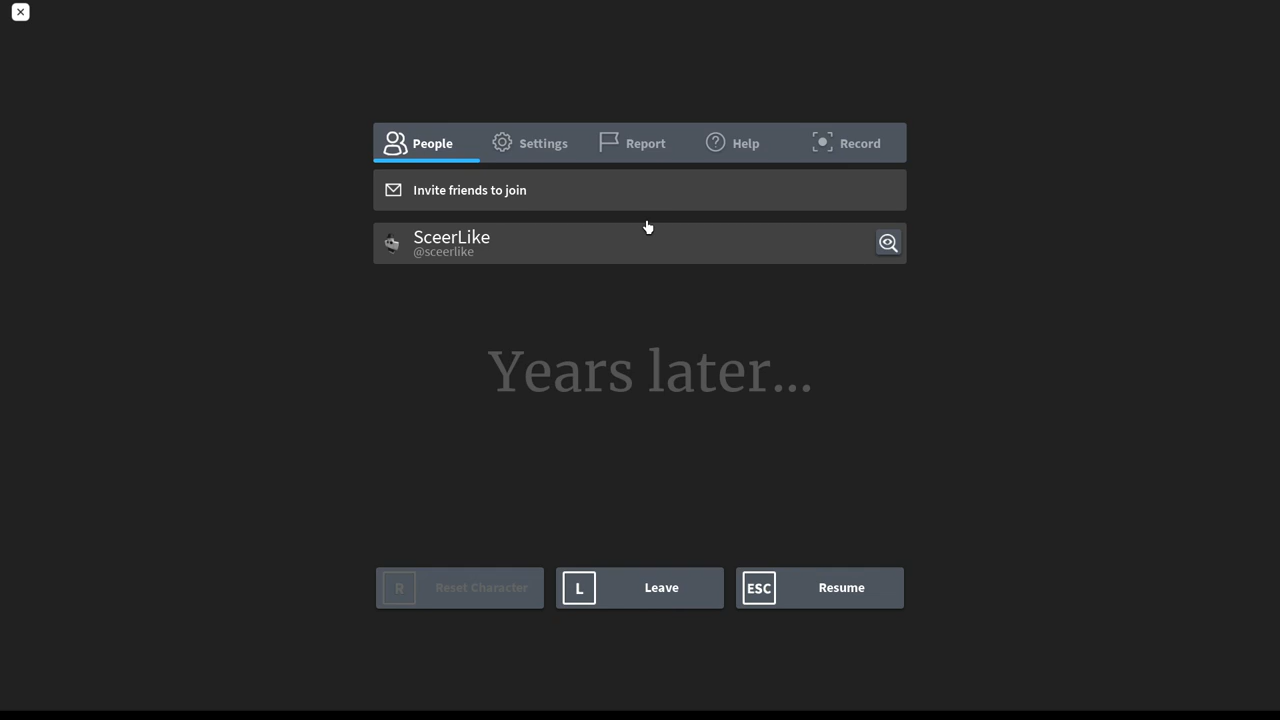 People
Settings
Report
Help
Record
Invite friends to join
SceerLike
@sceerlike
Years later...
R Reset Character
L Leave
ESC Resume